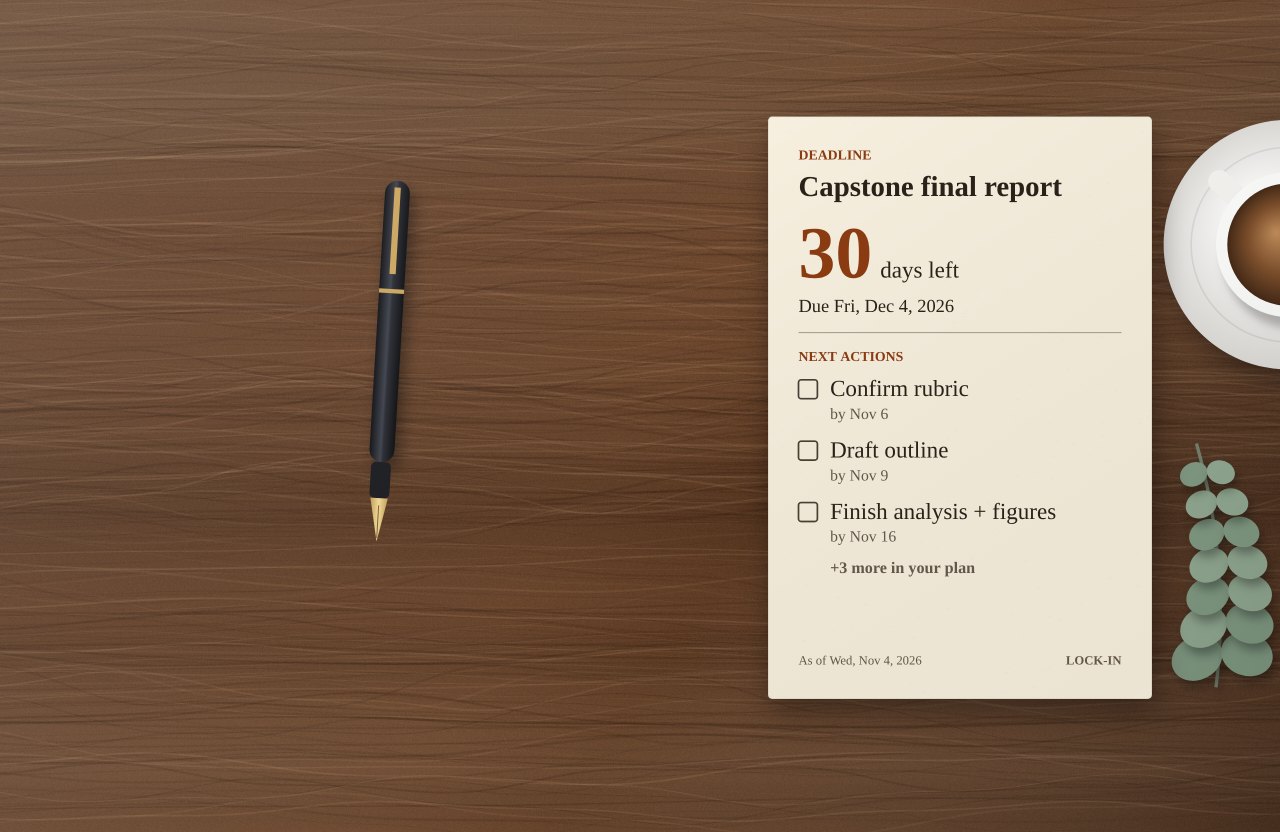 DEADLINE
Capstone final report
30 days left
Due Fri, Dec 4, 2026
NEXT ACTIONS
Confirm rubric
by Nov 6
Draft outline
by Nov 9
Finish analysis + figures
by Nov 16
+3 more in your plan
As of Wed, Nov 4, 2026
LOCK-IN